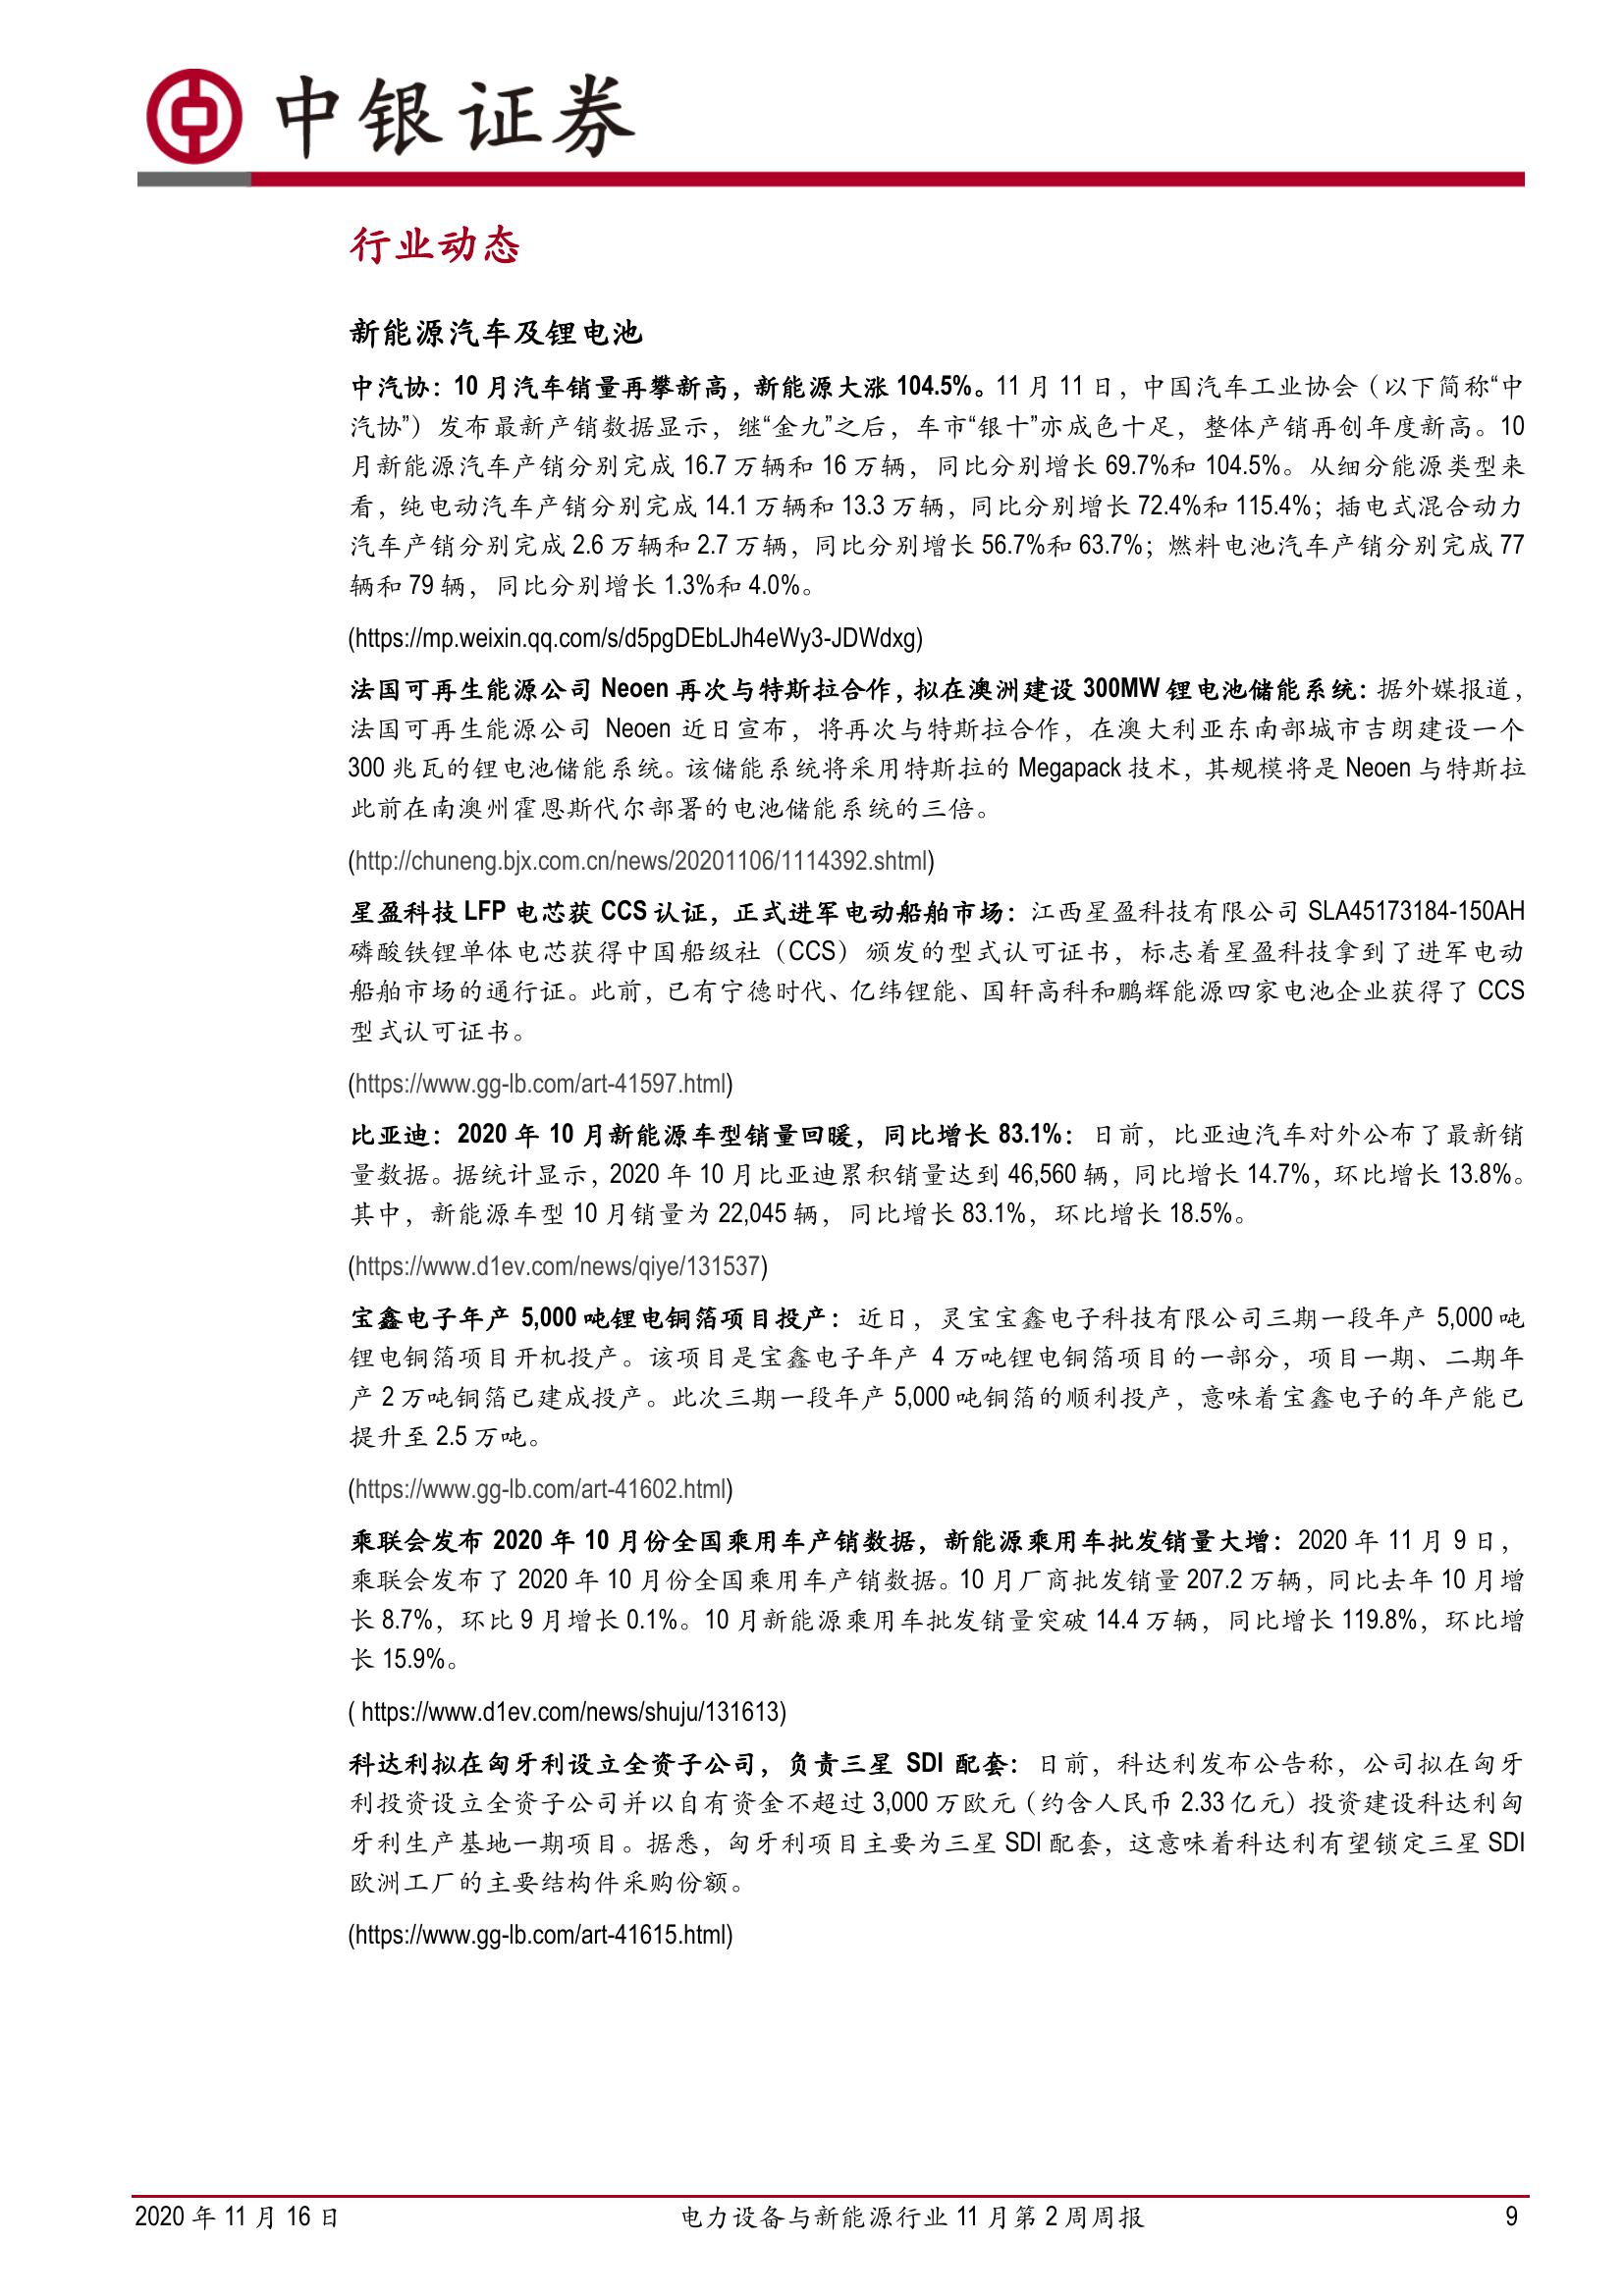 中银证券
行业动态
新能源汽车及锂电池
中汽协：10 月汽车销量再攀新高，新能源大涨 104.5%。11 月 11 日，中国汽车工业协会（以下简称“中
汽协”）发布最新产销数据显示，继“金九”之后，车市“银十”亦成色十足，整体产销再创年度新高。10
月新能源汽车产销分别完成 16.7 万辆和 16 万辆，同比分别增长 69.7%和 104.5%。从细分能源类型来
看，纯电动汽车产销分别完成 14.1 万辆和 13.3 万辆，同比分别增长 72.4%和 115.4%；插电式混合动力
汽车产销分别完成 2.6 万辆和 2.7 万辆，同比分别增长 56.7%和 63.7%；燃料电池汽车产销分别完成 77
辆和 79 辆，同比分别增长 1.3%和 4.0%。
(https://mp.weixin.qq.com/s/d5pgDEbLJh4eWy3-JDWdxg)
法国可再生能源公司 Neoen 再次与特斯拉合作，拟在澳洲建设 300MW 锂电池储能系统：据外媒报道，
法国可再生能源公司 Neoen 近日宣布，将再次与特斯拉合作，在澳大利亚东南部城市吉朗建设一个
300 兆瓦的锂电池储能系统。该储能系统将采用特斯拉的 Megapack 技术，其规模将是 Neoen 与特斯拉
此前在南澳州霍恩斯代尔部署的电池储能系统的三倍。
(http://chuneng.bjx.com.cn/news/20201106/1114392.shtml)
星盈科技 LFP 电芯获 CCS 认证，正式进军电动船舶市场：江西星盈科技有限公司 SLA45173184-150AH
磷酸铁锂单体电芯获得中国船级社（CCS）颁发的型式认可证书，标志着星盈科技拿到了进军电动
船舶市场的通行证。此前，已有宁德时代、亿纬锂能、国轩高科和鹏辉能源四家电池企业获得了 CCS
型式认可证书。
(https://www.gg-lb.com/art-41597.html)
比亚迪：2020 年 10 月新能源车型销量回暖，同比增长 83.1%：日前，比亚迪汽车对外公布了最新销
量数据。据统计显示，2020 年 10 月比亚迪累积销量达到 46,560 辆，同比增长 14.7%，环比增长 13.8%。
其中，新能源车型 10 月销量为 22,045 辆，同比增长 83.1%，环比增长 18.5%。
(https://www.d1ev.com/news/qiye/131537)
宝鑫电子年产 5,000 吨锂电铜箔项目投产：近日，灵宝宝鑫电子科技有限公司三期一段年产 5,000 吨
锂电铜箔项目开机投产。该项目是宝鑫电子年产 4 万吨锂电铜箔项目的一部分，项目一期、二期年
产 2 万吨铜箔已建成投产。此次三期一段年产 5,000 吨铜箔的顺利投产，意味着宝鑫电子的年产能已
提升至 2.5 万吨。
(https://www.gg-lb.com/art-41602.html)
乘联会发布 2020 年 10 月份全国乘用车产销数据，新能源乘用车批发销量大增：2020 年 11 月 9 日，
乘联会发布了 2020 年 10 月份全国乘用车产销数据。10 月厂商批发销量 207.2 万辆，同比去年 10 月增
长 8.7%，环比 9 月增长 0.1%。10 月新能源乘用车批发销量突破 14.4 万辆，同比增长 119.8%，环比增
长 15.9%。
( https://www.d1ev.com/news/shuju/131613)
科达利拟在匈牙利设立全资子公司，负责三星 SDI 配套：日前，科达利发布公告称，公司拟在匈牙
利投资设立全资子公司并以自有资金不超过 3,000 万欧元（约含人民币 2.33 亿元）投资建设科达利匈
牙利生产基地一期项目。据悉，匈牙利项目主要为三星 SDI 配套，这意味着科达利有望锁定三星 SDI
欧洲工厂的主要结构件采购份额。
(https://www.gg-lb.com/art-41615.html)
2020 年 11 月 16 日 电力设备与新能源行业 11 月第 2 周周报 9